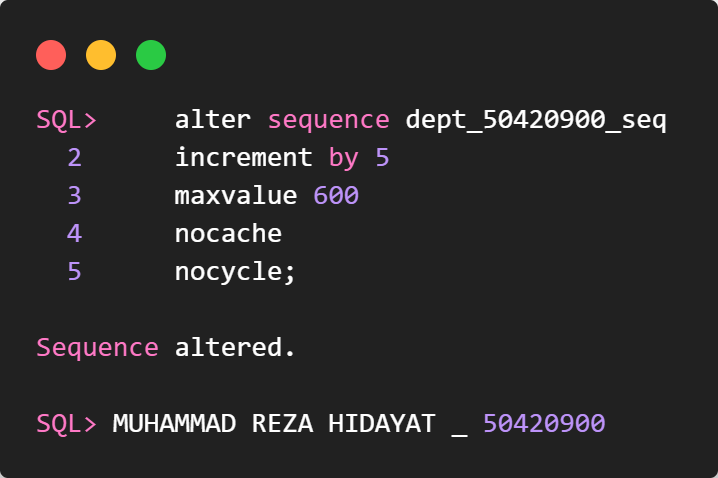 SQL>     alter sequence dept_50420900_seq
  2      increment by 5
  3      maxvalue 600
  4      nocache
  5      nocycle;
Sequence altered.
SQL> MUHAMMAD REZA HIDAYAT _ 50420900